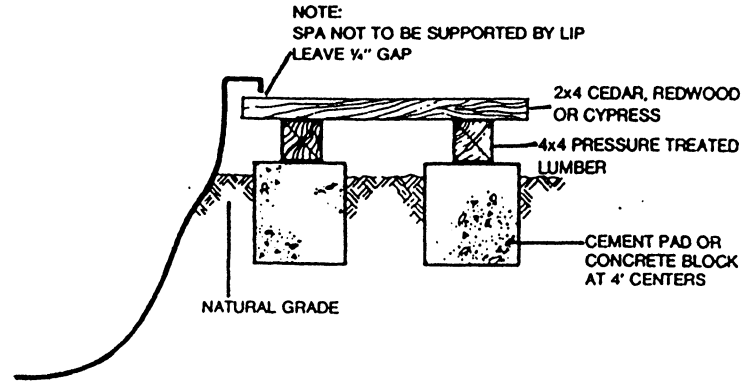 NOTE:
SPA NOT TO BE SUPPORTED BY LIP
LEAVE ¼" GAP
2x4 CEDAR, REDWOOD
OR CYPRESS
4x4 PRESSURE TREATED
LUMBER
CEMENT PAD OR
CONCRETE BLOCK
AT 4' CENTERS
NATURAL GRADE